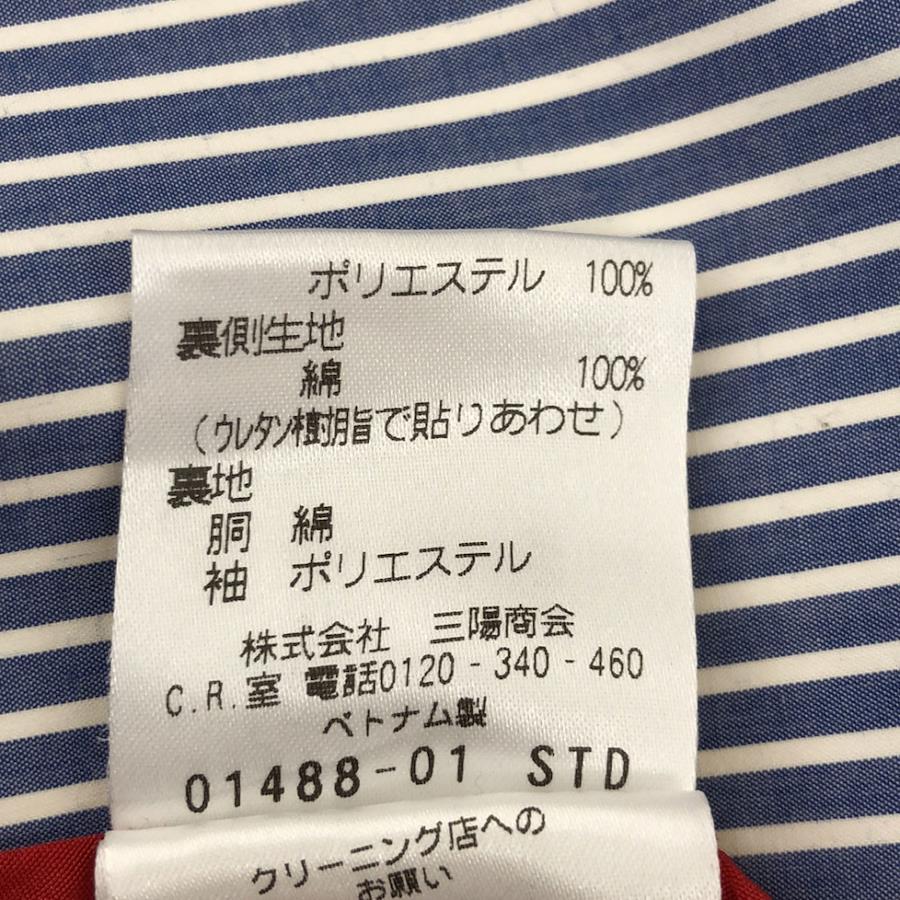 ポリエステル 100%
裏側生地
綿 100%
(ウレタン樹脂で貼りあわせ)
裏地
胴 綿
袖 ポリエステル
株式会社 三陽商会
C.R.室 電話0120-340-460
ベトナム製
01488-01 STD
クリーニング店への
お願い